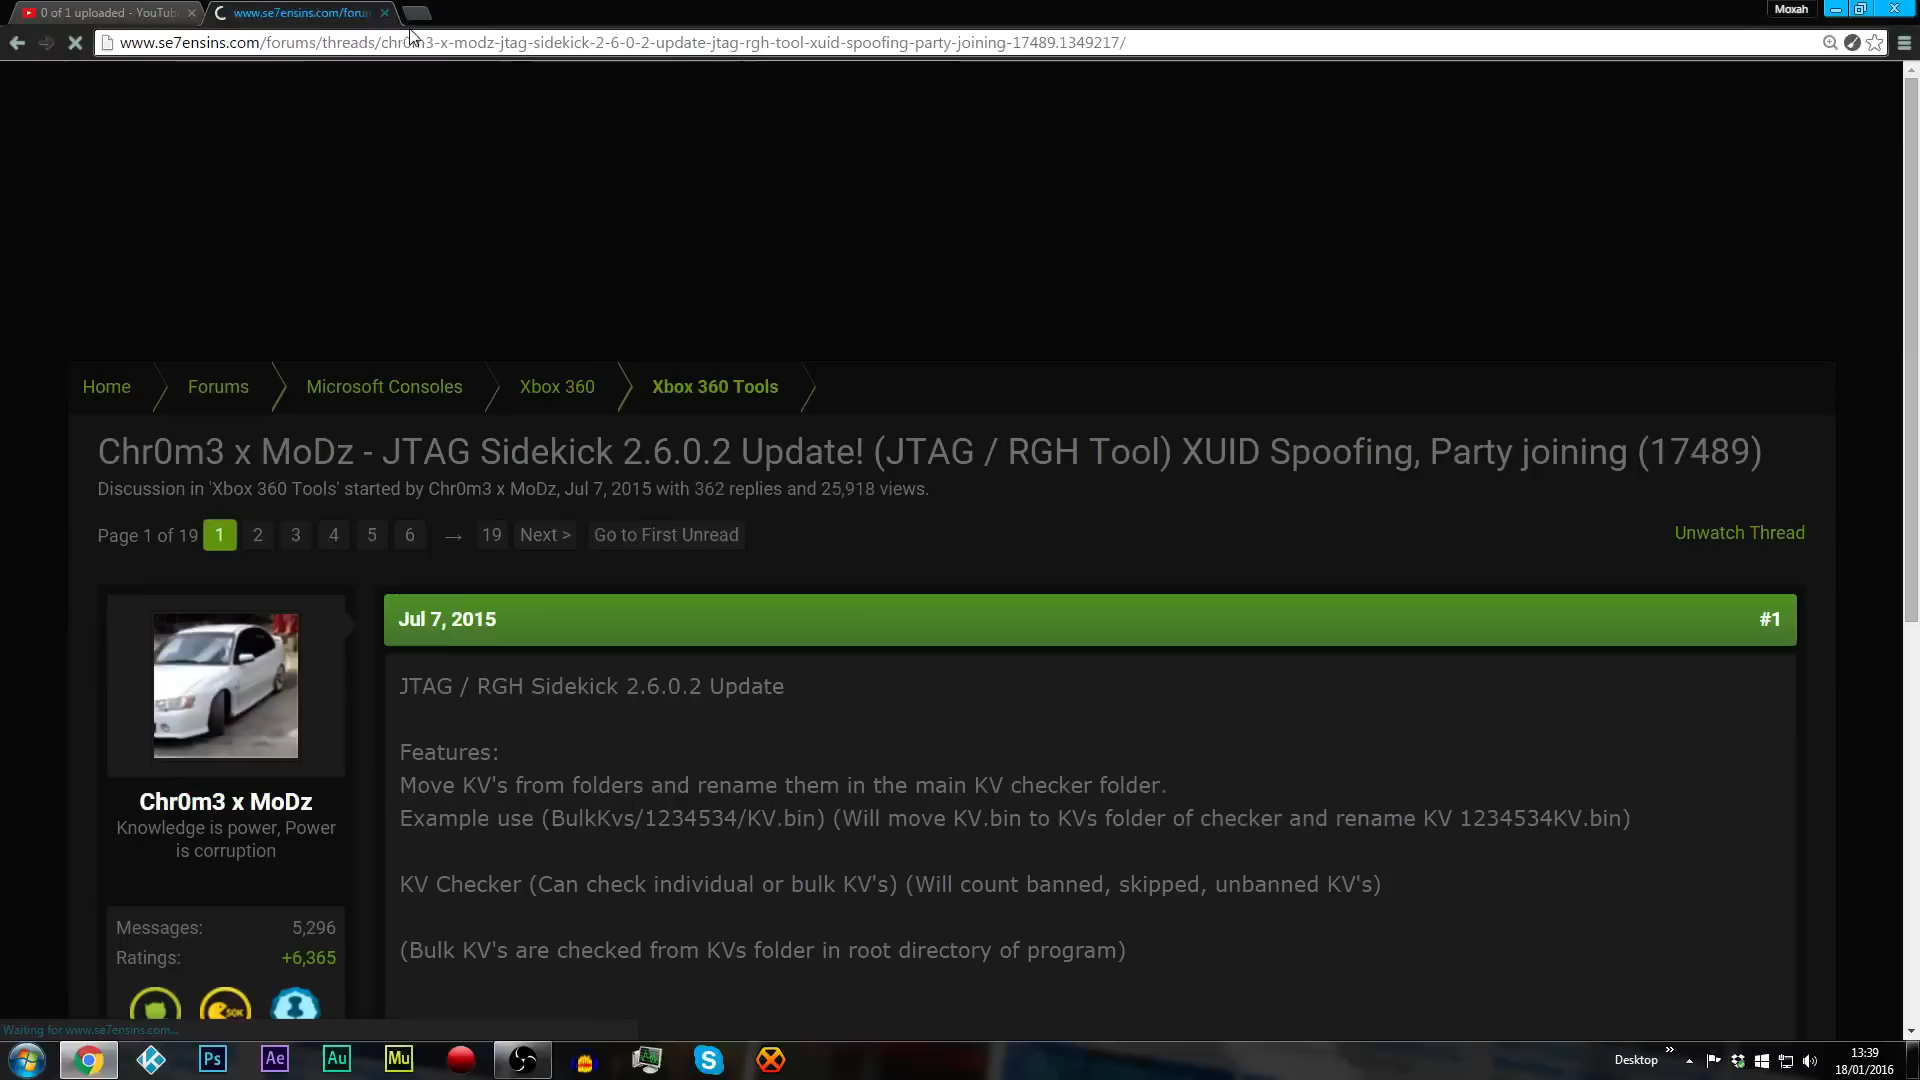 0 of 1 uploaded - YouTub
www.se7ensins.com/forun
Moxah
www.se7ensins.com/forums/threads/chr0m3-x-modz-jtag-sidekick-2-6-0-2-update-jtag-rgh-tool-xuid-spoofing-party-joining-17489.1349217/
Home
Forums
Microsoft Consoles
Xbox 360
Xbox 360 Tools
Chr0m3 x MoDz - JTAG Sidekick 2.6.0.2 Update! (JTAG / RGH Tool) XUID Spoofing, Party joining (17489)
Discussion in 'Xbox 360 Tools' started by Chr0m3 x MoDz, Jul 7, 2015 with 362 replies and 25,918 views.
Page 1 of 19 1 2 3 4 5 6 → 19 Next > Go to First Unread
Unwatch Thread
Jul 7, 2015
#1
Chr0m3 x MoDz
Knowledge is power, Power
is corruption
Messages: 5,296
Ratings: +6,365
50K
JTAG / RGH Sidekick 2.6.0.2 Update
Features:
Move KV's from folders and rename them in the main KV checker folder.
Example use (BulkKvs/1234534/KV.bin) (Will move KV.bin to KVs folder of checker and rename KV 1234534KV.bin)
KV Checker (Can check individual or bulk KV's) (Will count banned, skipped, unbanned KV's)
(Bulk KV's are checked from KVs folder in root directory of program)
Waiting for www.se7ensins.com...
Ps
Ae
Au
Mu
Desktop
13:39
18/01/2016